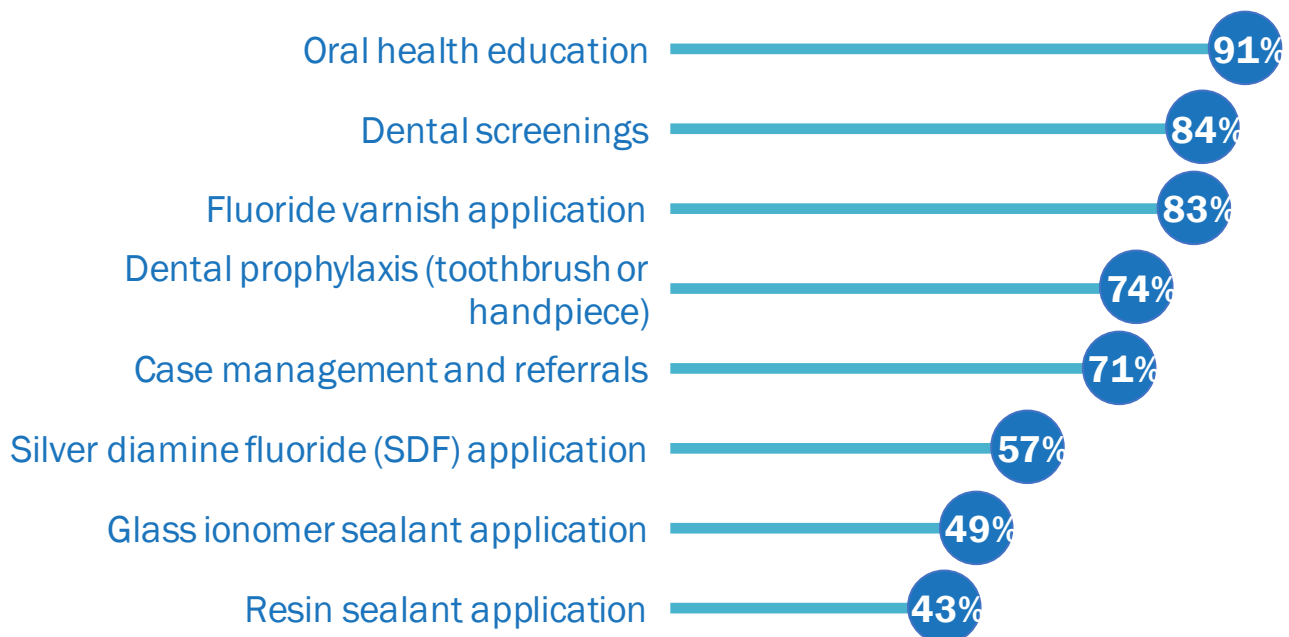 Oral health education 91%
Dental screenings 84%
Fluoride varnish application 83%
Dental prophylaxis (toothbrush or
handpiece) 74%
Case management and referrals 71%
Silver diamine fluoride (SDF) application 57%
Glass ionomer sealant application 49%
Resin sealant application 43%